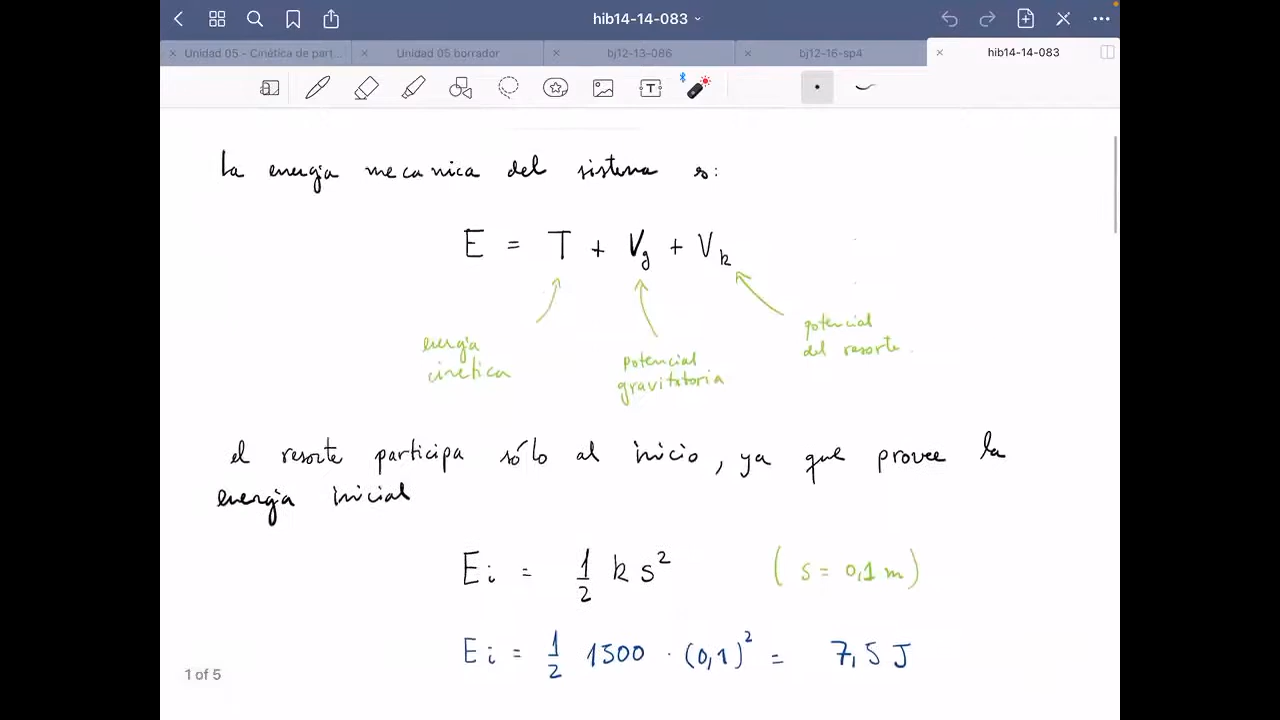 hib14-14-083
Unidad 05 - Cinética de part...
Unidad 05 borrador
bj12-13-086
bj12-16-sp4
hib14-14-083
La energía mecanica del sistema es:
E = T + Vg + Vk
energía
cinética
potencial
gravitatoria
potencial
del resorte
el resorte participa sólo al inicio, ya que provee la
energía inicial
Ei = 1/2 k s² ( s = 0,1 m )
Ei = 1/2 1500 · (0,1)² = 7,5 J
1 of 5